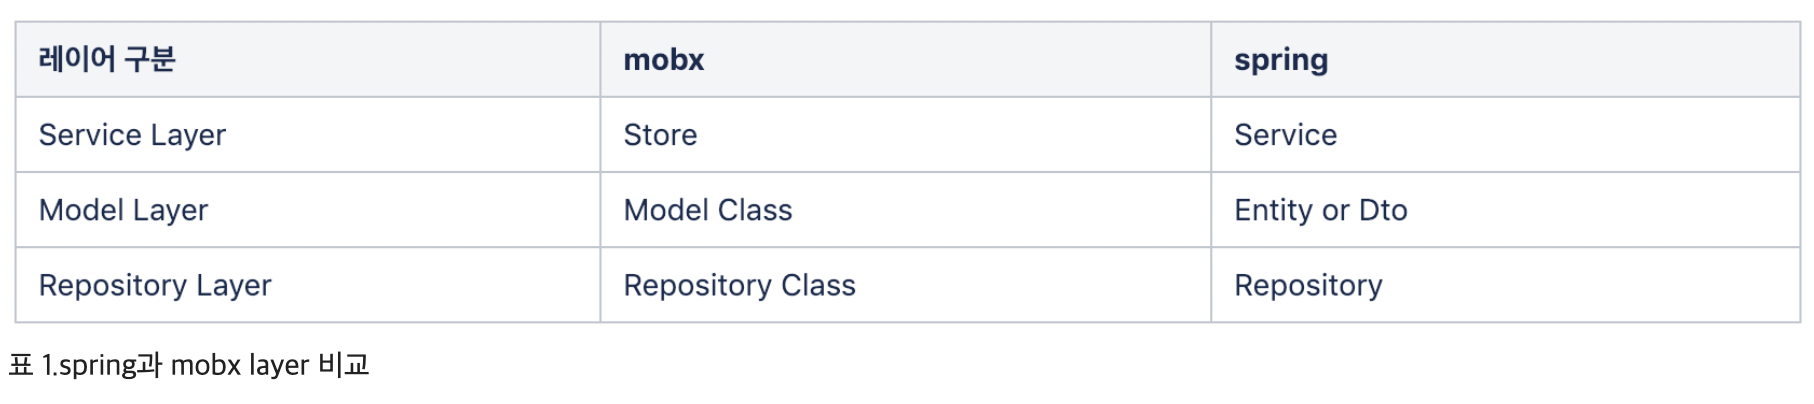 레이어 구분 mobx spring
Service Layer Store Service
Model Layer Model Class Entity or Dto
Repository Layer Repository Class Repository
표 1.spring과 mobx layer 비교